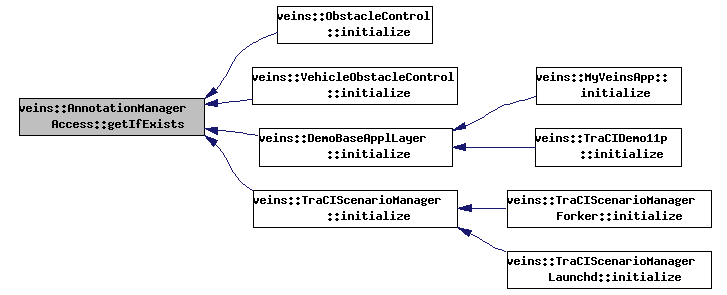 veins::ObstacleControl
::initialize
veins::VehicleObstacleControl
::initialize
veins::MyVeinsApp::
initialize
veins::AnnotationManager
Access::getIfExists
veins::DemoBaseApplLayer
::initialize
veins::TraCIDemo11p
::initialize
veins::TraCIScenarioManager
::initialize
veins::TraCIScenarioManager
Forker::initialize
veins::TraCIScenarioManager
Launchd::initialize